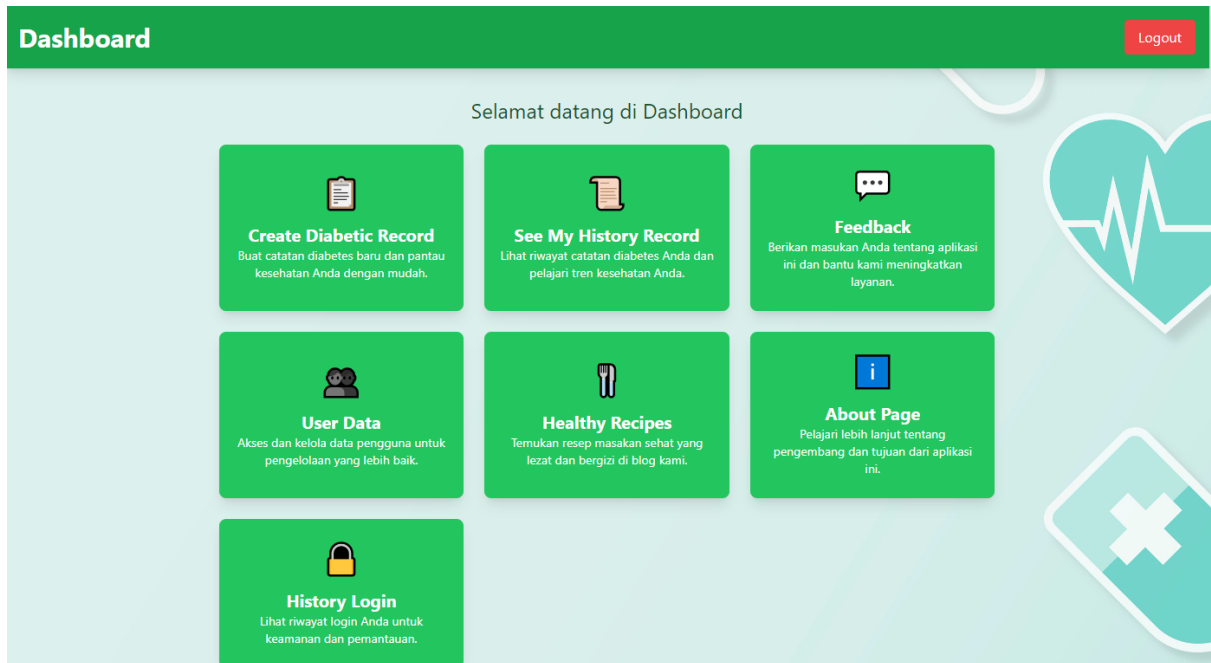 Dashboard
Logout
Selamat datang di Dashboard
Create Diabetic Record
Buat catatan diabetes baru dan pantau
kesehatan Anda dengan mudah.
See My History Record
Lihat riwayat catatan diabetes Anda dan
pelajari tren kesehatan Anda.
Feedback
Berikan masukan Anda tentang aplikasi
ini dan bantu kami meningkatkan
layanan.
User Data
Akses dan kelola data pengguna untuk
pengelolaan yang lebih baik.
Healthy Recipes
Temukan resep masakan sehat yang
lezat dan bergizi di blog kami.
i
About Page
Pelajari lebih lanjut tentang
pengembang dan tujuan dari aplikasi
ini.
History Login
Lihat riwayat login Anda untuk
keamanan dan pemantauan.